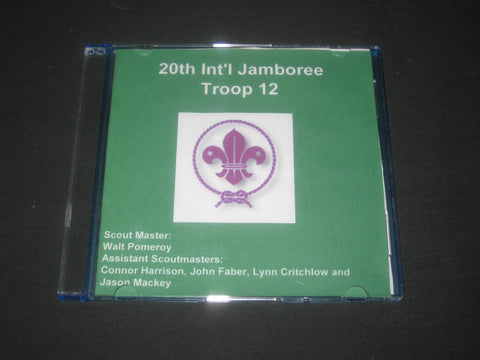 20th Int'l Jamboree
Troop 12
Scout Master:
Walt Pomeroy
Assistant Scoutmasters:
Connor Harrison, John Faber, Lynn Critchlow and
Jason Mackey